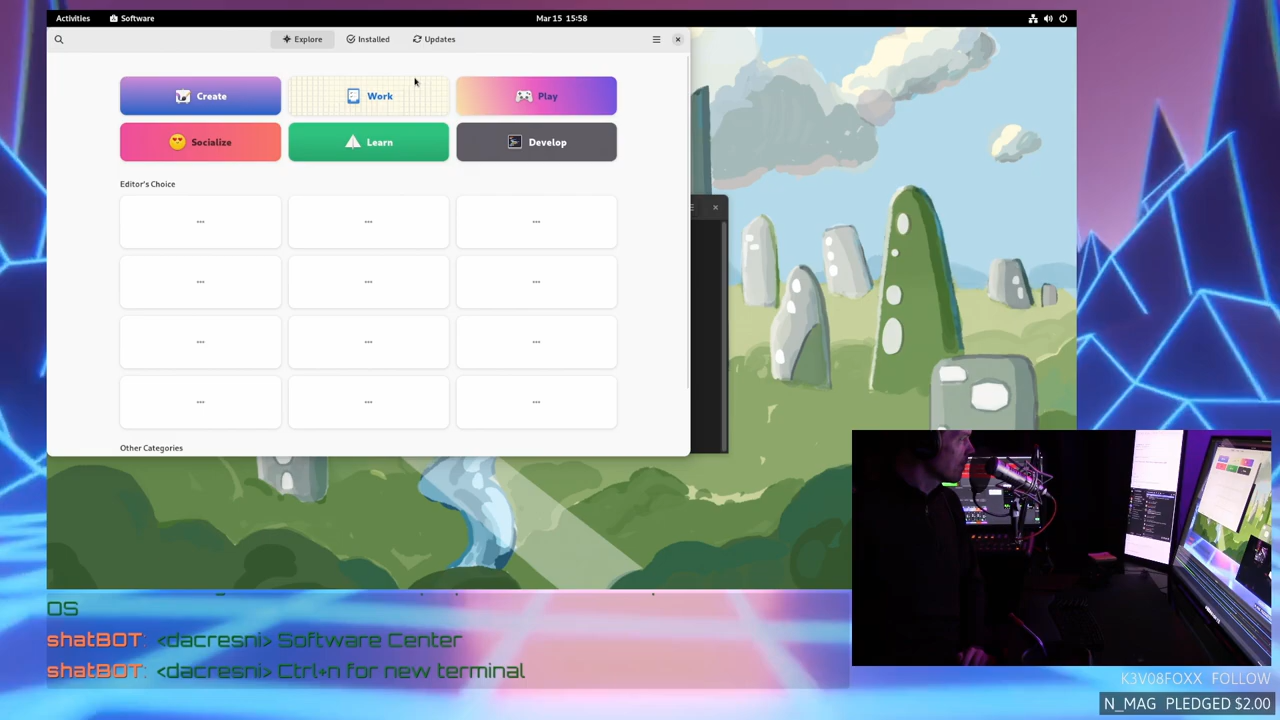 Activities Software Mar 15 15:58
Explore Installed Updates
Create Work Play
Socialize Learn Develop
Editor's Choice
... ... ...
... ... ...
... ... ...
... ... ...
Other Categories
OS
shatBOT: <dacresni> Software Center
shatBOT: <dacresni> Ctrl+n for new terminal
K3V08FOXX FOLLOW
N_MAG PLEDGED $2.00